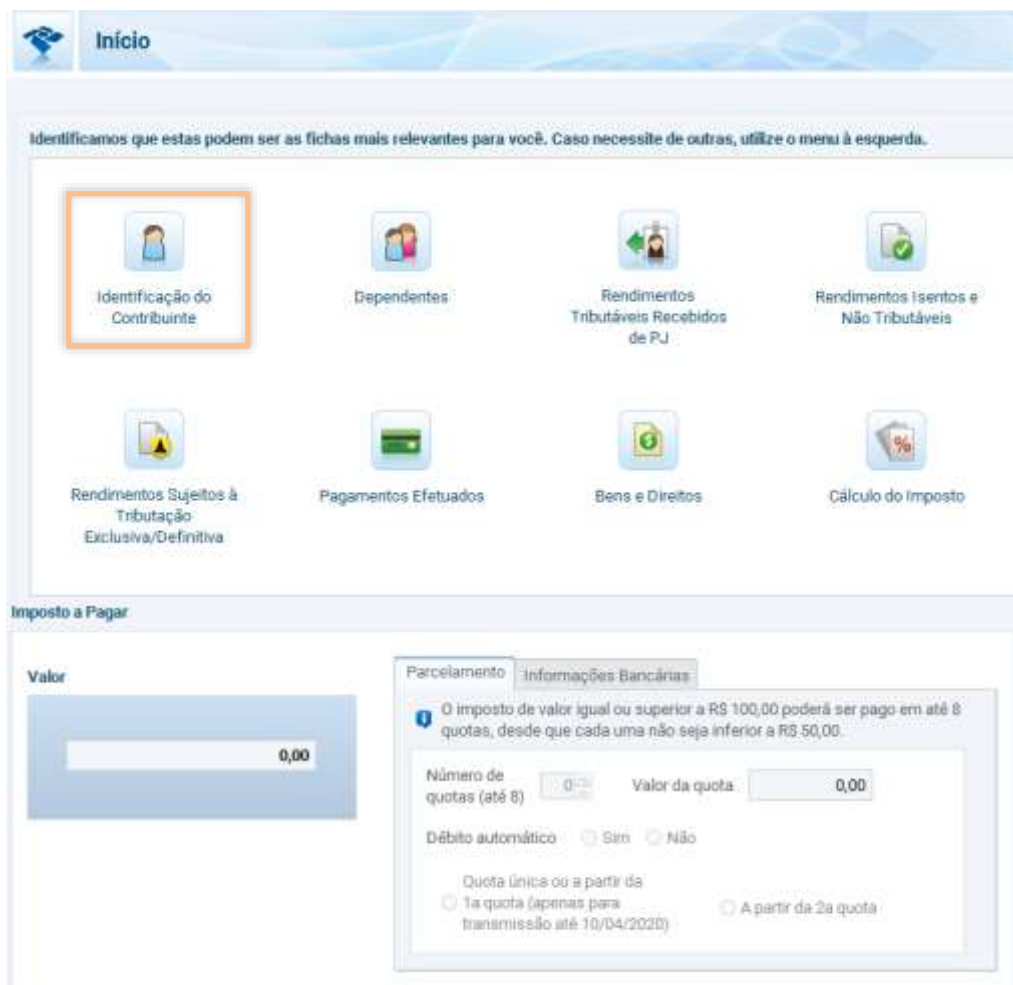 Início
Identificamos que estas podem ser as fichas mais relevantes para você. Caso necessite de outras, utilize o menu à esquerda.
Identificação do
Contribuinte
Dependentes
Rendimentos
Tributáveis Recebidos
de PJ
Rendimentos Isentos e
Não Tributáveis
Rendimentos Sujeitos à
Tributação
Exclusiva/Definitiva
Pagamentos Efetuados
Bens e Direitos
Cálculo do Imposto
Imposto a Pagar
Valor
0,00
Parcelamento
Informações Bancárias
O imposto de valor igual ou superior a R$ 100,00 poderá ser pago em até 8
quotas, desde que cada uma não seja inferior a R$ 50,00.
Número de
quotas (até 8)
0
Valor da quota
0,00
Débito automático
Sim
Não
Quota única ou a partir da
1a quota (apenas para
transmissão até 10/04/2020)
A partir da 2a quota